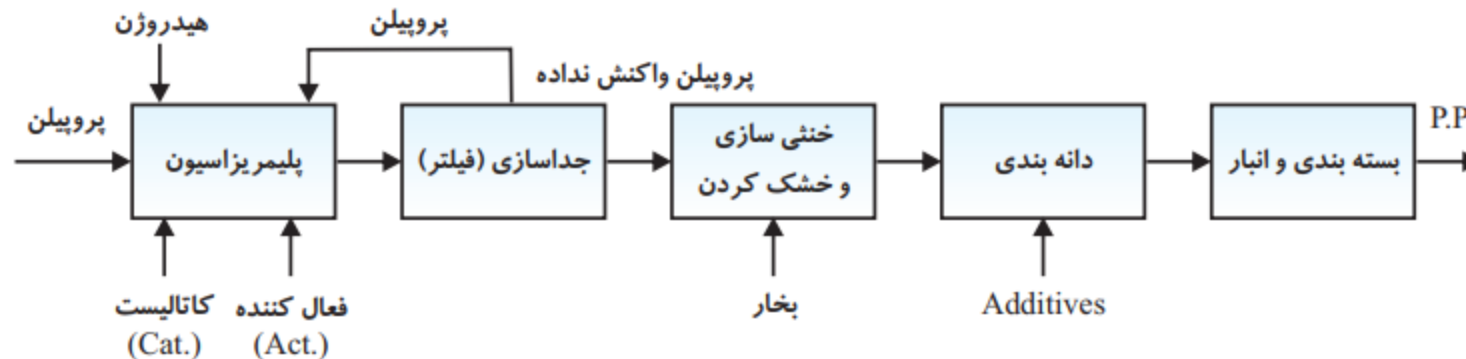 هیدروژن
پروپیلن
پروپیلن واکنش نداده
پروپیلن
پلیمریزاسیون
جداسازی (فیلتر)
خنثی سازی
و خشک کردن
دانه بندی
بسته بندی و انبار
P.P
کاتالیست
(Cat.)
فعال کننده
(Act.)
بخار
Additives